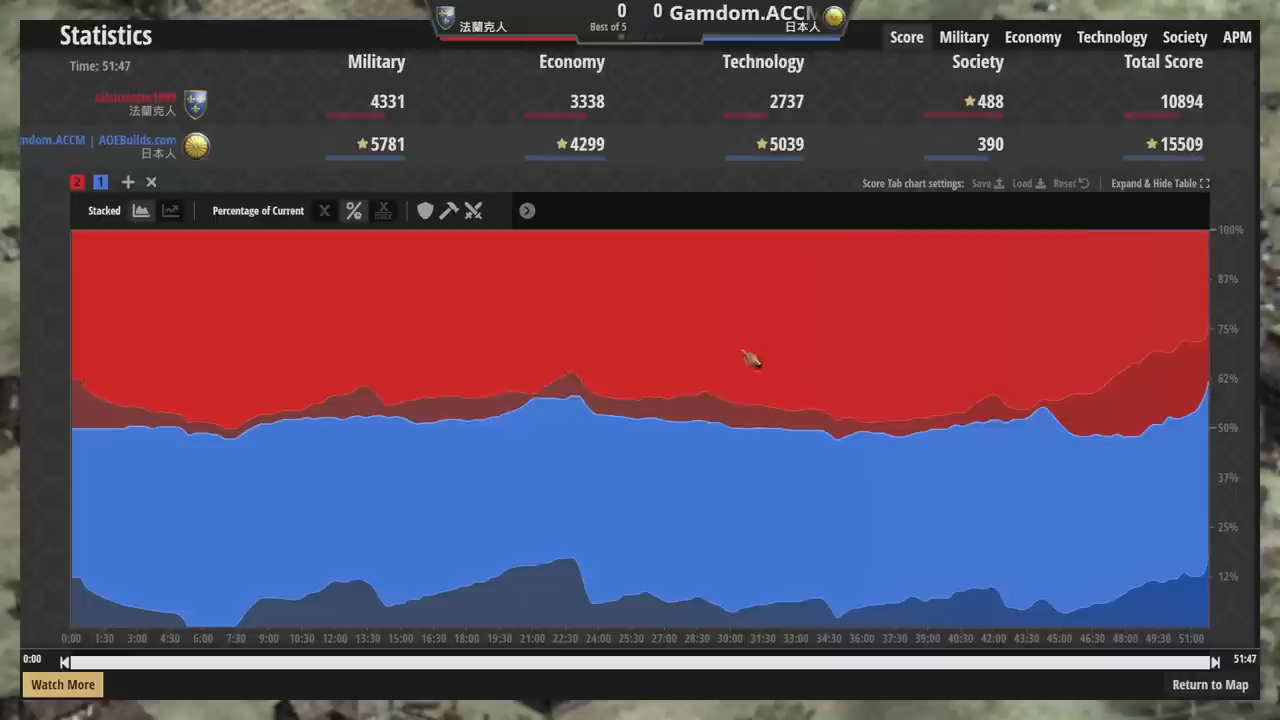 0 0 Gamdom.ACCM
法蘭克人 Best of 5 日本人
Statistics
Score Military Economy Technology Society APM
Time: 51:47
Military Economy Technology Society Total Score
4331 3338 2737 488 10894
法蘭克人
mdom.ACCM | AOEBuilds.com
5781 4299 5039 390 15509
日本人
2 1
Score Tab chart settings: Save Load Reset | Expand & Hide Table
Stacked Percentage of Current
100%
87%
75%
62%
50%
37%
25%
12%
0:00 1:30 3:00 4:30 6:00 7:30 9:00 10:30 12:00 13:30 15:00 16:30 18:00 19:30 21:00 22:30 24:00 25:30 27:00 28:30 30:00 31:30 33:00 34:30 36:00 37:30 39:00 40:30 42:00 43:30 45:00 46:30 48:00 49:30 51:00
0:00 51:47
Watch More Return to Map